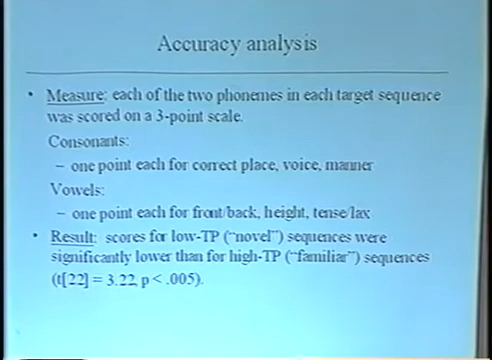 Accuracy analysis
• Measure: each of the two phonemes in each target sequence
was scored on a 3-point scale.
Consonants:
– one point each for correct place, voice, manner
Vowels:
– one point each for front/back, height, tense/lax
• Result: scores for low-TP ("novel") sequences were
significantly lower than for high-TP ("familiar") sequences
(t[22] = 3.22, p < .005).